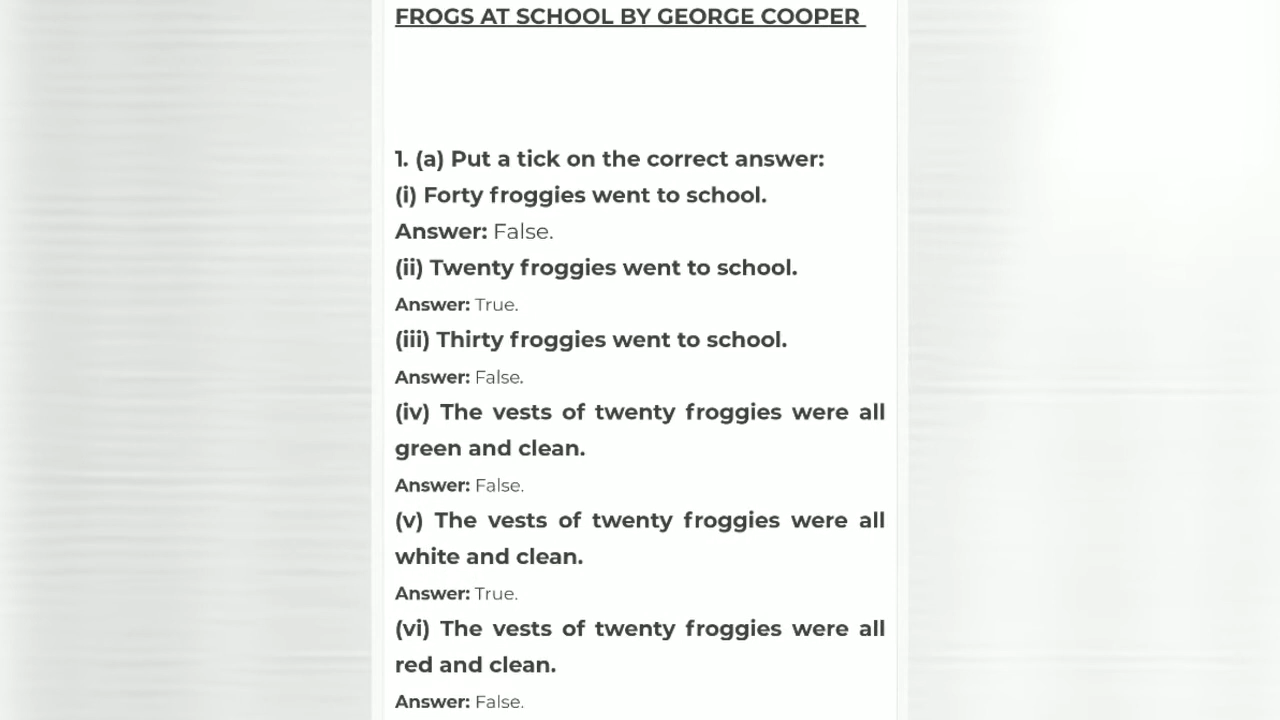 FROGS AT SCHOOL BY GEORGE COOPER
1. (a) Put a tick on the correct answer:
(i) Forty froggies went to school.
Answer: False.
(ii) Twenty froggies went to school.
Answer: True.
(iii) Thirty froggies went to school.
Answer: False.
(iv) The vests of twenty froggies were all
green and clean.
Answer: False.
(v) The vests of twenty froggies were all
white and clean.
Answer: True.
(vi) The vests of twenty froggies were all
red and clean.
Answer: False.